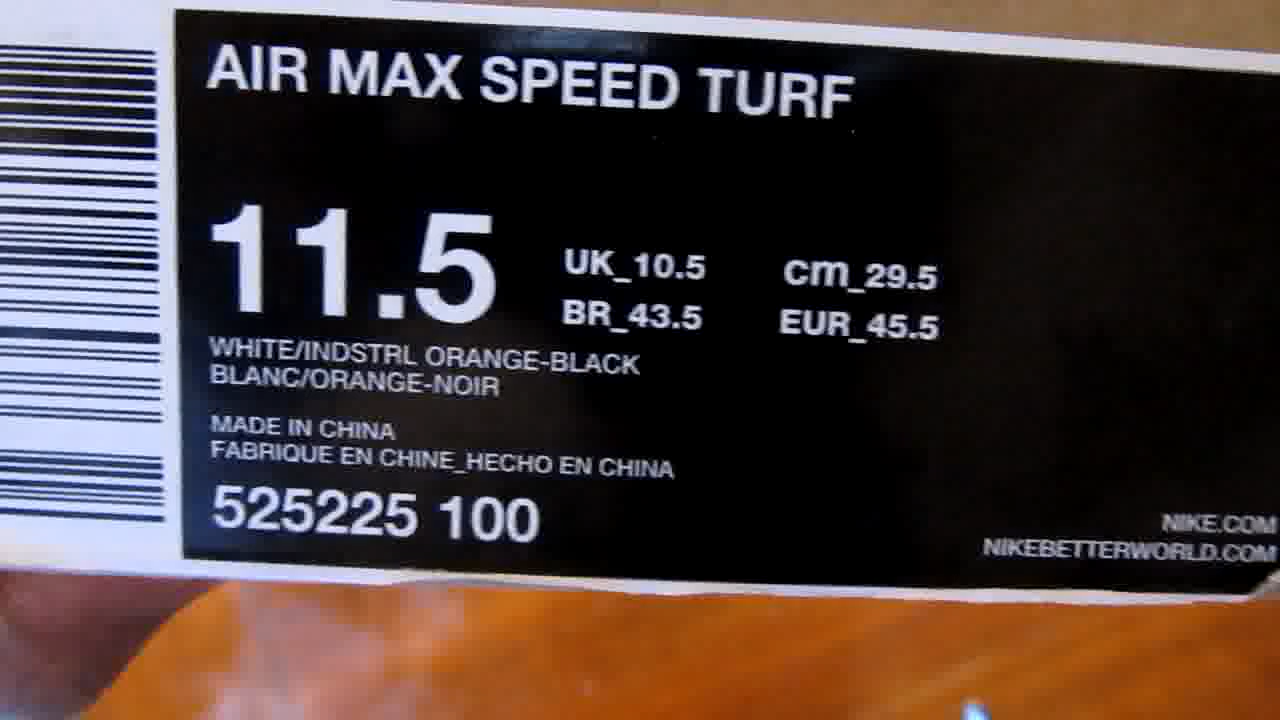 AIR MAX SPEED TURF
11.5
UK_10.5 cm_29.5
BR_43.5 EUR_45.5
WHITE/INDSTRL ORANGE-BLACK
BLANC/ORANGE-NOIR
MADE IN CHINA
FABRIQUE EN CHINE_HECHO EN CHINA
525225 100
NIKE.COM
NIKEBETTERWORLD.COM